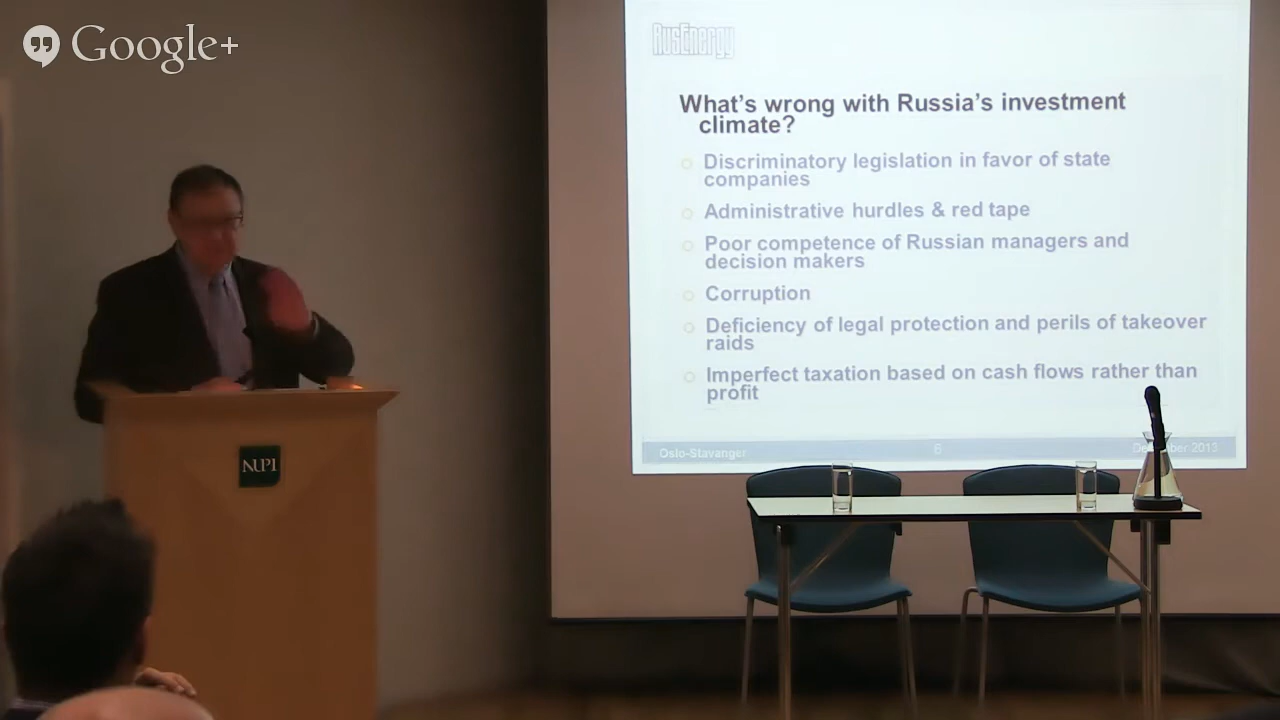 Google+
RusEnergy
What's wrong with Russia's investment
climate?
Discriminatory legislation in favor of state
companies
Administrative hurdles & red tape
Poor competence of Russian managers and
decision makers
Corruption
Deficiency of legal protection and perils of takeover
raids
Imperfect taxation based on cash flows rather than
profit
Oslo-Stavanger 6 2013
NUPI